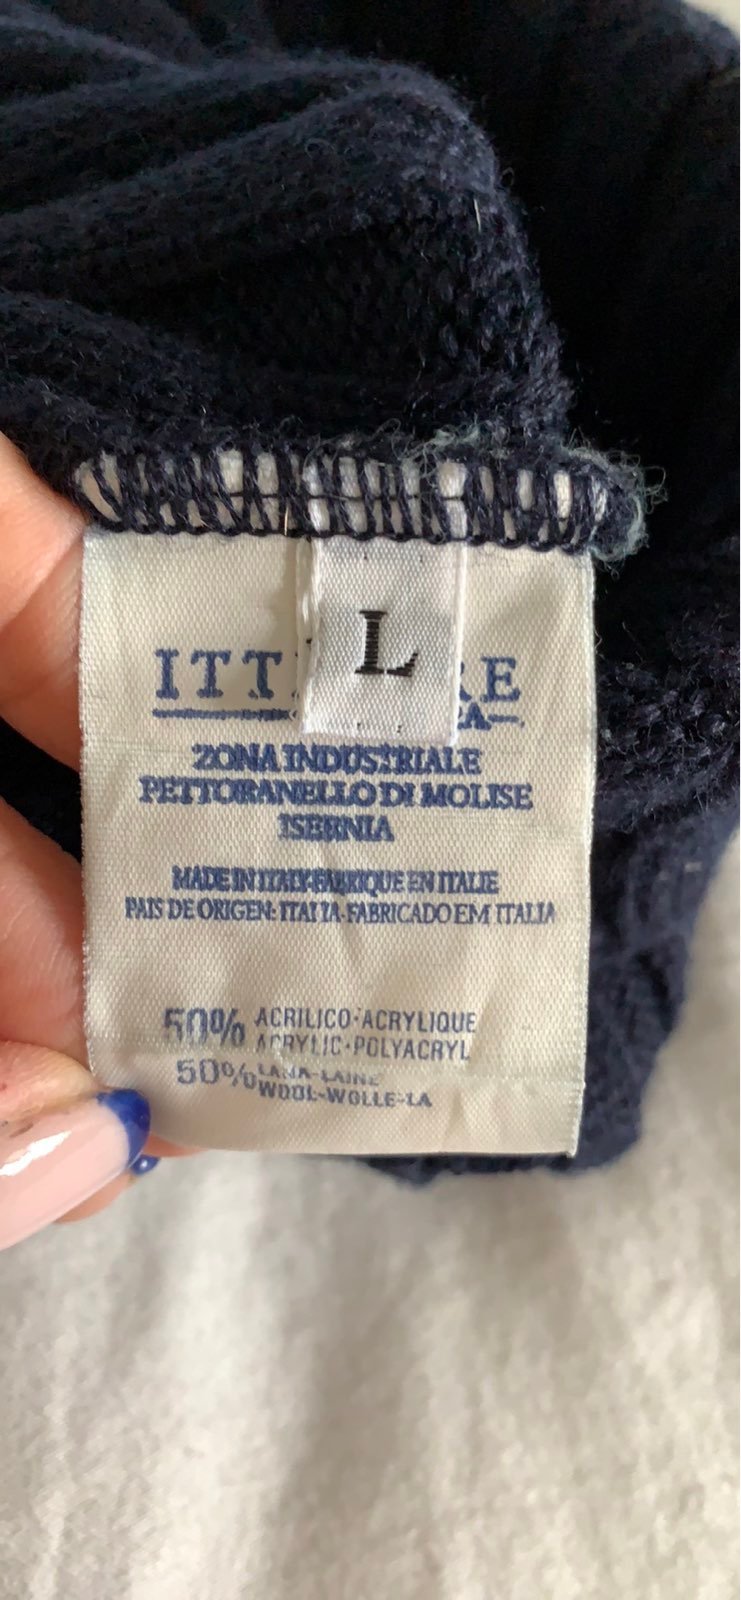 L
ZONA INDUSTRIALE
PETTORANELLO DI MOLISE
ISERNIA
MADE IN ITALY-FABRIQUE EN ITALIE
PAIS DE ORIGEN: ITALIA-FABRICADO EM ITALIA
50% ACRILICO-ACRYLIQUE
ACRYLIC-POLYACRYL
50% LANA-LAINE
WOOL-WOLLE-LA